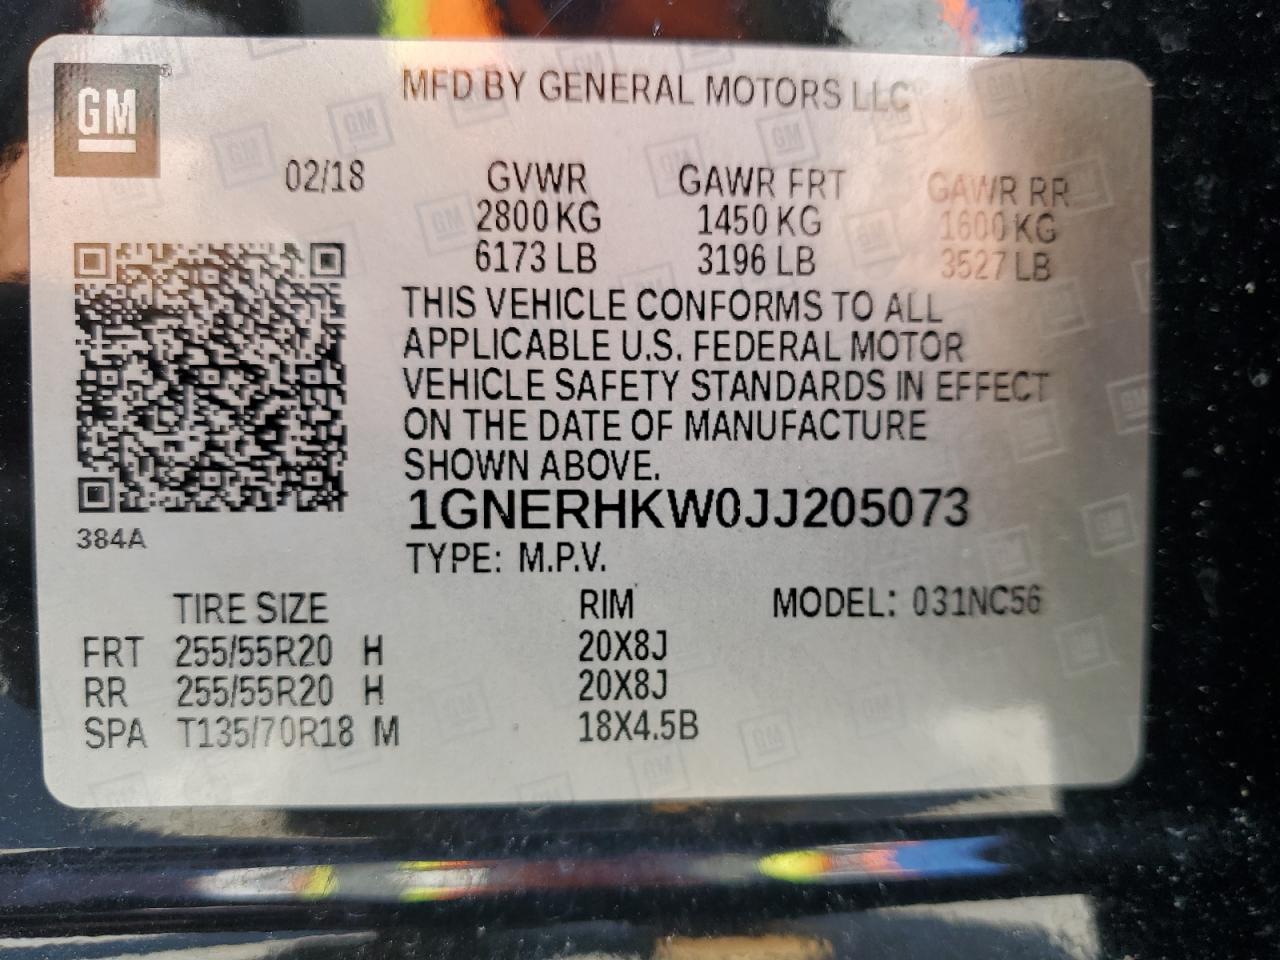 GM
MFD BY GENERAL MOTORS LLC
02/18 GVWR GAWR FRT GAWR RR
2800 KG 1450 KG 1600 KG
6173 LB 3196 LB 3527 LB
THIS VEHICLE CONFORMS TO ALL
APPLICABLE U.S. FEDERAL MOTOR
VEHICLE SAFETY STANDARDS IN EFFECT
ON THE DATE OF MANUFACTURE
SHOWN ABOVE.
1GNERHKW0JJ205073
384A
TYPE: M.P.V.
TIRE SIZE RIM MODEL: 031NC56
FRT 255/55R20 H 20X8J
RR 255/55R20 H 20X8J
SPA T135/70R18 M 18X4.5B